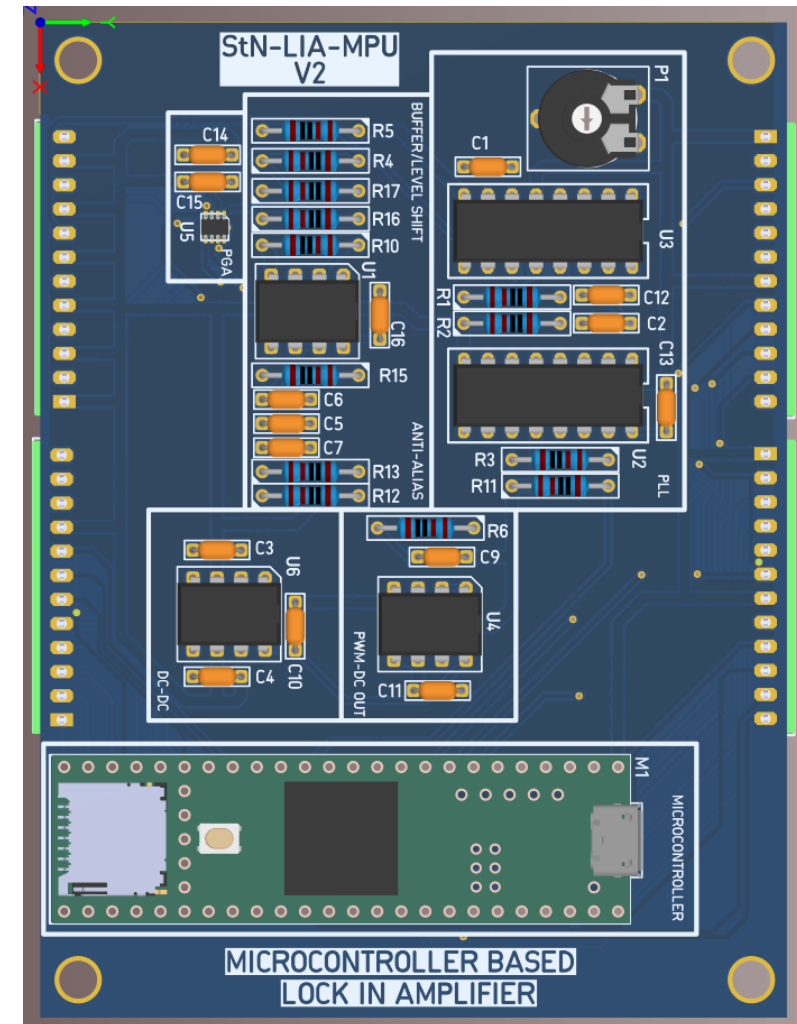 StN-LIA-MPU
V2
P1
C14
C15
U5
PGA
BUFFER/LEVEL SHIFT
R5
R4
R17
R16
R10
U1
C16
R15
C6
C5
C7
ANTI-ALIAS
R13
R12
C1
U3
R1
C12
R2
C2
C13
U2
R3
R11
PLL
C3
U6
C10
C4
DC-DC
R6
C9
U4
PWM-DC OUT
C11
M1
MICROCONTROLLER
MICROCONTROLLER BASED
LOCK IN AMPLIFIER
X
Y
Z